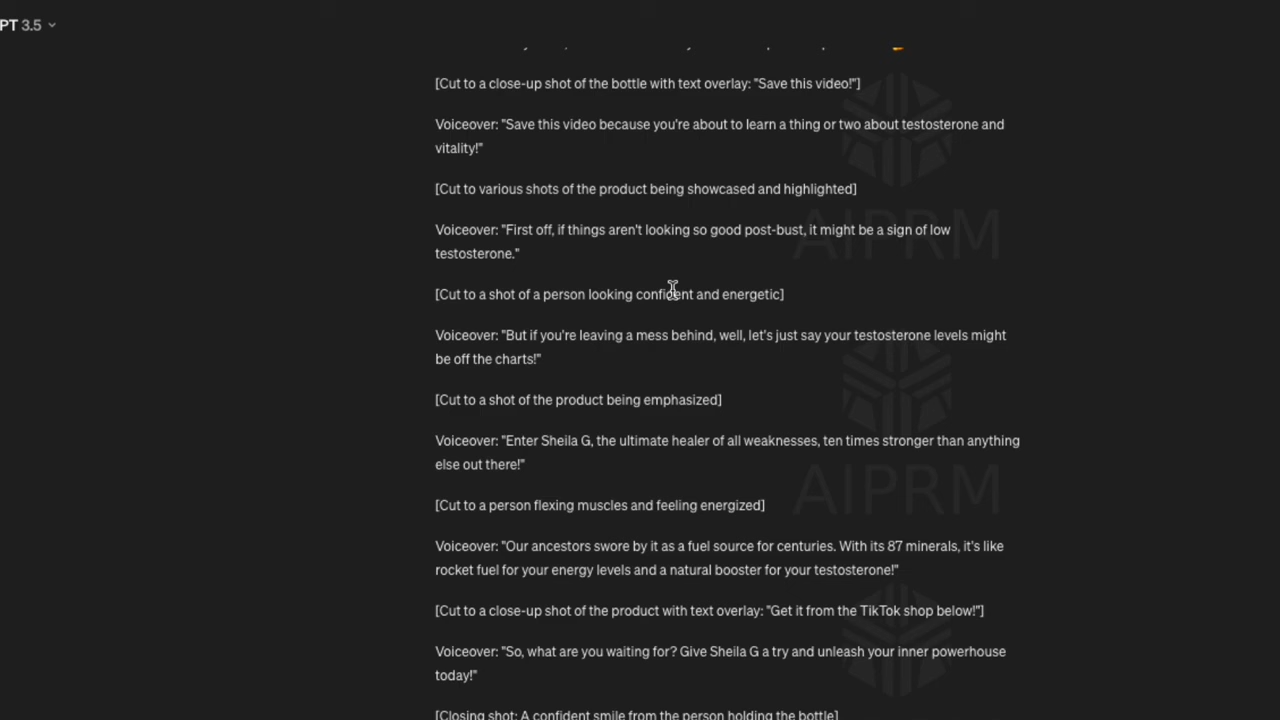 PT 3.5
[Cut to a close-up shot of the bottle with text overlay: "Save this video!"]
Voiceover: "Save this video because you're about to learn a thing or two about testosterone and
vitality!"
[Cut to various shots of the product being showcased and highlighted]
Voiceover: "First off, if things aren't looking so good post-bust, it might be a sign of low
testosterone."
AIPRM
[Cut to a shot of a person looking confident and energetic]
Voiceover: "But if you're leaving a mess behind, well, let's just say your testosterone levels might
be off the charts!"
[Cut to a shot of the product being emphasized]
Voiceover: "Enter Sheila G, the ultimate healer of all weaknesses, ten times stronger than anything
else out there!"
AIPRM
[Cut to a person flexing muscles and feeling energized]
Voiceover: "Our ancestors swore by it as a fuel source for centuries. With its 87 minerals, it's like
rocket fuel for your energy levels and a natural booster for your testosterone!"
[Cut to a close-up shot of the product with text overlay: "Get it from the TikTok shop below!"]
Voiceover: "So, what are you waiting for? Give Sheila G a try and unleash your inner powerhouse
today!"
[Closing shot: A confident smile from the person holding the bottle]